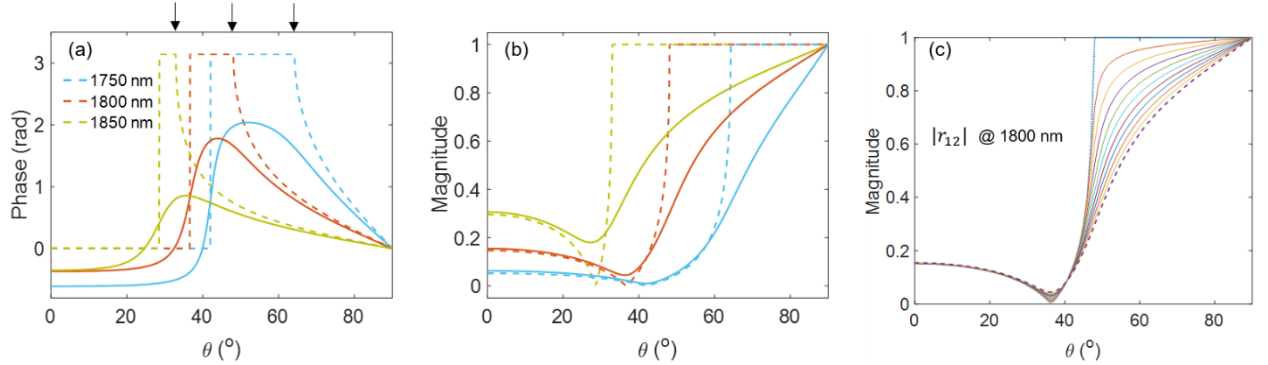 (a)
Phase (rad)
3
2
1
0
1750 nm
1800 nm
1850 nm
0 20 40 60 80
θ (°)
(b)
Magnitude
1
0.8
0.6
0.4
0.2
0
0 20 40 60 80
θ (°)
(c)
Magnitude
1
0.8
0.6
0.4
0.2
0
|r₁₂| @ 1800 nm
0 20 40 60 80
θ (°)